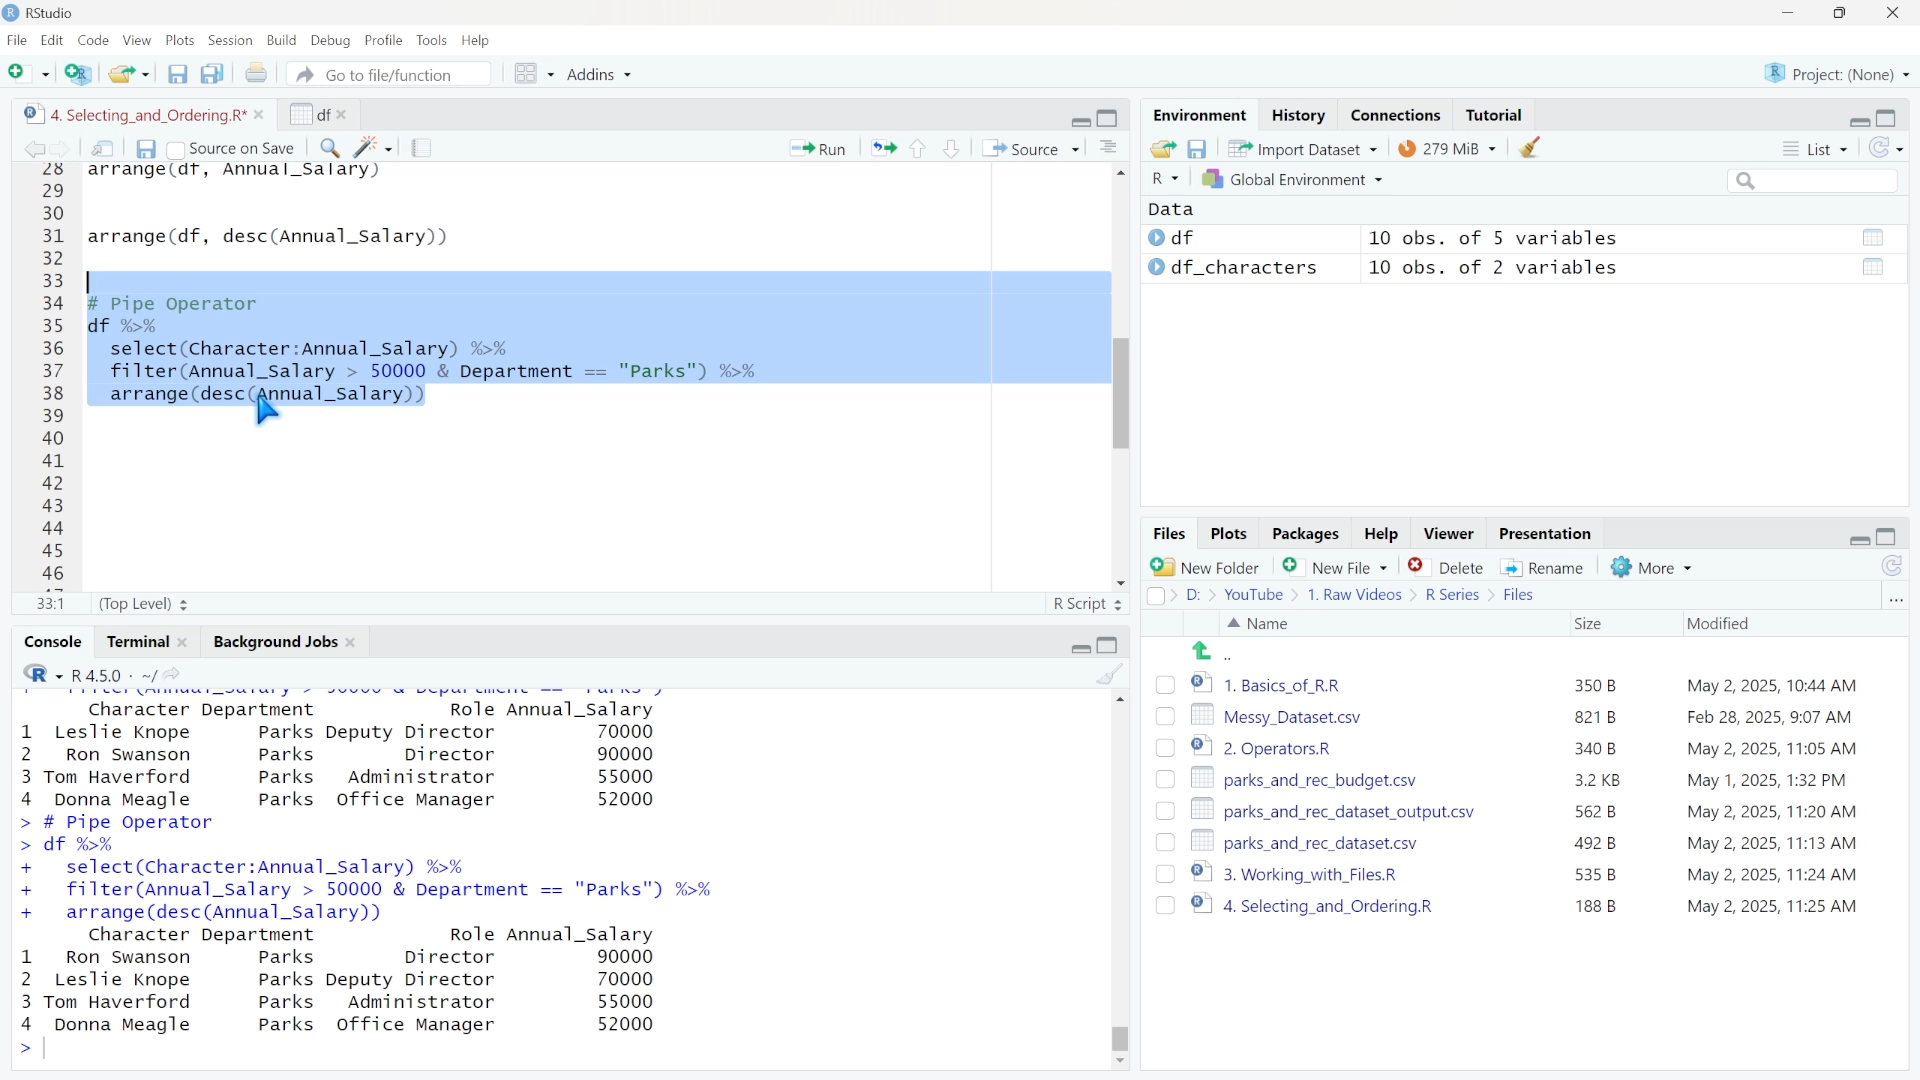 RStudio
File Edit Code View Plots Session Build Debug Profile Tools Help
Go to file/function Addins Project: (None)
4. Selecting_and_Ordering.R* df
Source on Save Run Source
28 arrange(df, Annual_Salary)
29
30
31 arrange(df, desc(Annual_Salary))
32
33
34 # Pipe Operator
35 df %>%
36 select(Character:Annual_Salary) %>%
37 filter(Annual_Salary > 50000 & Department == "Parks") %>%
38 arrange(desc(Annual_Salary))
39
40
41
42
43
44
45
46
33:1 (Top Level) R Script
Console Terminal Background Jobs
R 4.5.0 · ~/
+ filter(Annual_Salary > 50000 & Department == "Parks")
Character Department Role Annual_Salary
1 Leslie Knope Parks Deputy Director 70000
2 Ron Swanson Parks Director 90000
3 Tom Haverford Parks Administrator 55000
4 Donna Meagle Parks Office Manager 52000
> # Pipe Operator
> df %>%
+ select(Character:Annual_Salary) %>%
+ filter(Annual_Salary > 50000 & Department == "Parks") %>%
+ arrange(desc(Annual_Salary))
Character Department Role Annual_Salary
1 Ron Swanson Parks Director 90000
2 Leslie Knope Parks Deputy Director 70000
3 Tom Haverford Parks Administrator 55000
4 Donna Meagle Parks Office Manager 52000
>
Environment History Connections Tutorial
Import Dataset 279 MiB List
R Global Environment
Data
df 10 obs. of 5 variables
df_characters 10 obs. of 2 variables
Files Plots Packages Help Viewer Presentation
New Folder New File Delete Rename More
D: YouTube 1. Raw Videos R Series Files ...
Name Size Modified
..
1. Basics_of_R.R 350 B May 2, 2025, 10:44 AM
Messy_Dataset.csv 821 B Feb 28, 2025, 9:07 AM
2. Operators.R 340 B May 2, 2025, 11:05 AM
parks_and_rec_budget.csv 3.2 KB May 1, 2025, 1:32 PM
parks_and_rec_dataset_output.csv 562 B May 2, 2025, 11:20 AM
parks_and_rec_dataset.csv 492 B May 2, 2025, 11:13 AM
3. Working_with_Files.R 535 B May 2, 2025, 11:24 AM
4. Selecting_and_Ordering.R 188 B May 2, 2025, 11:25 AM